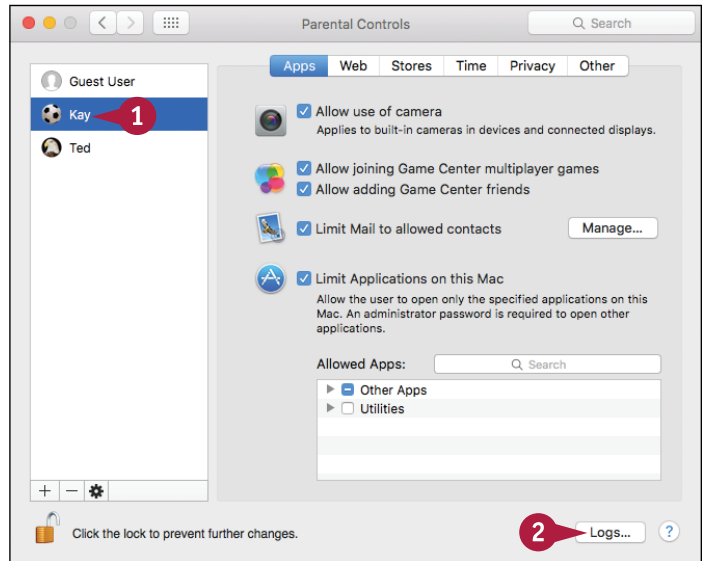 Parental Controls
Search
Guest User
Kay
1
Ted
Apps Web Stores Time Privacy Other
Allow use of camera
Applies to built-in cameras in devices and connected displays.
Allow joining Game Center multiplayer games
Allow adding Game Center friends
Limit Mail to allowed contacts
Manage...
Limit Applications on this Mac
Allow the user to open only the specified applications on this
Mac. An administrator password is required to open other
applications.
Allowed Apps:
Search
Other Apps
Utilities
Click the lock to prevent further changes.
2
Logs...
?